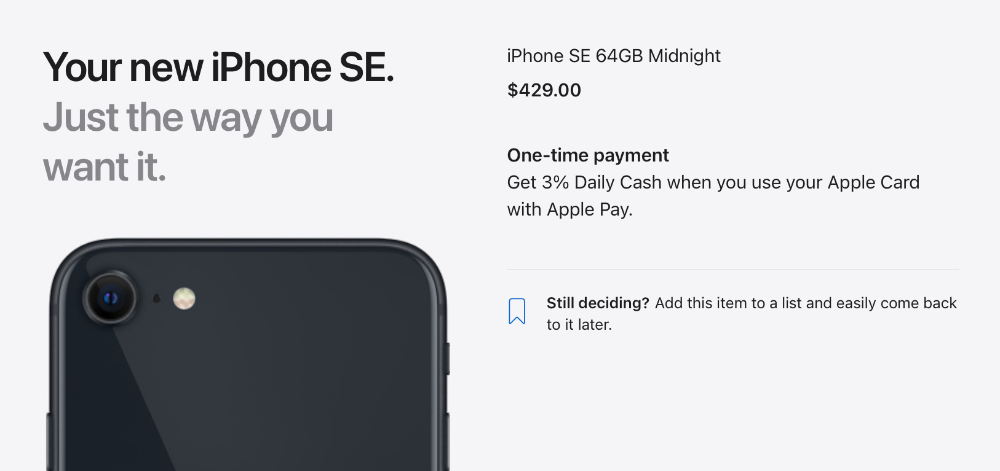 Your new iPhone SE.
Just the way you
want it.
iPhone SE 64GB Midnight
$429.00
One-time payment
Get 3% Daily Cash when you use your Apple Card
with Apple Pay.
Still deciding? Add this item to a list and easily come back
to it later.